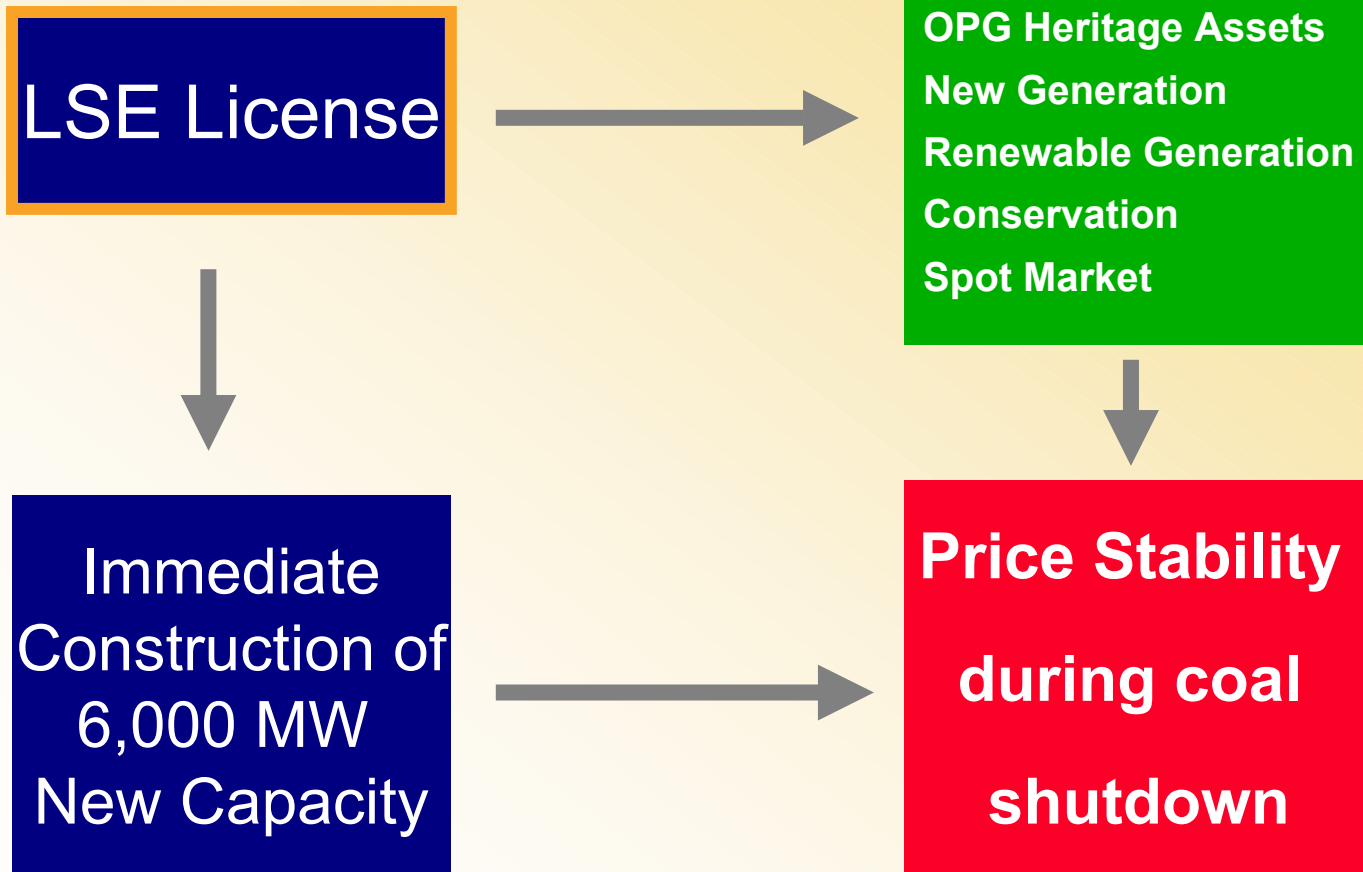 LSE License
OPG Heritage Assets
New Generation
Renewable Generation
Conservation
Spot Market
Immediate
Construction of
6,000 MW
New Capacity
Price Stability
during coal
shutdown